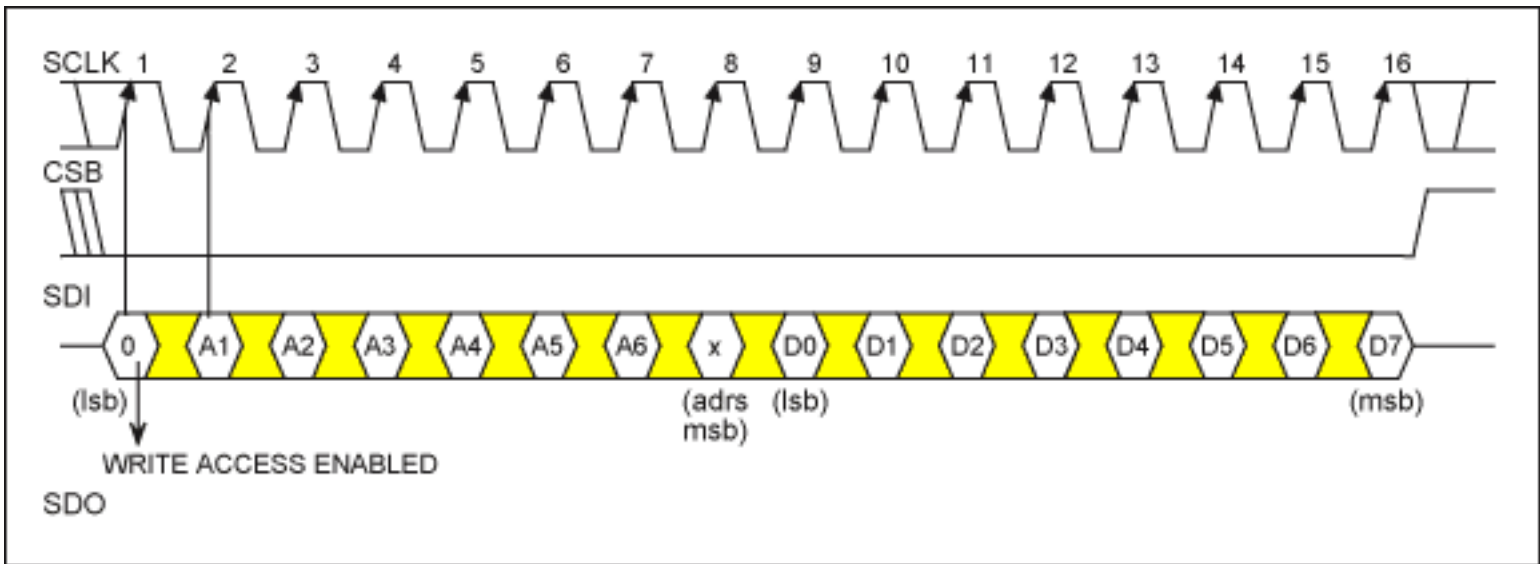 SCLK 1 2 3 4 5 6 7 8 9 10 11 12 13 14 15 16
CSB
SDI
0 A1 A2 A3 A4 A5 A6 x D0 D1 D2 D3 D4 D5 D6 D7
(lsb) (adrs (lsb) (msb)
msb)
WRITE ACCESS ENABLED
SDO